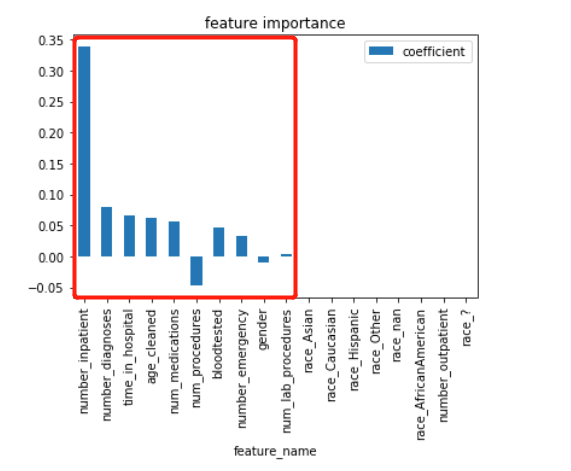 feature importance
coefficient
0.35
0.30
0.25
0.20
0.15
0.10
0.05
0.00
−0.05
number_inpatient
number_diagnoses
time_in_hospital
age_cleaned
num_medications
num_procedures
bloodtested
number_emergency
gender
num_lab_procedures
race_Asian
race_Caucasian
race_Hispanic
race_Other
race_nan
race_AfricanAmerican
number_outpatient
race_?
feature_name